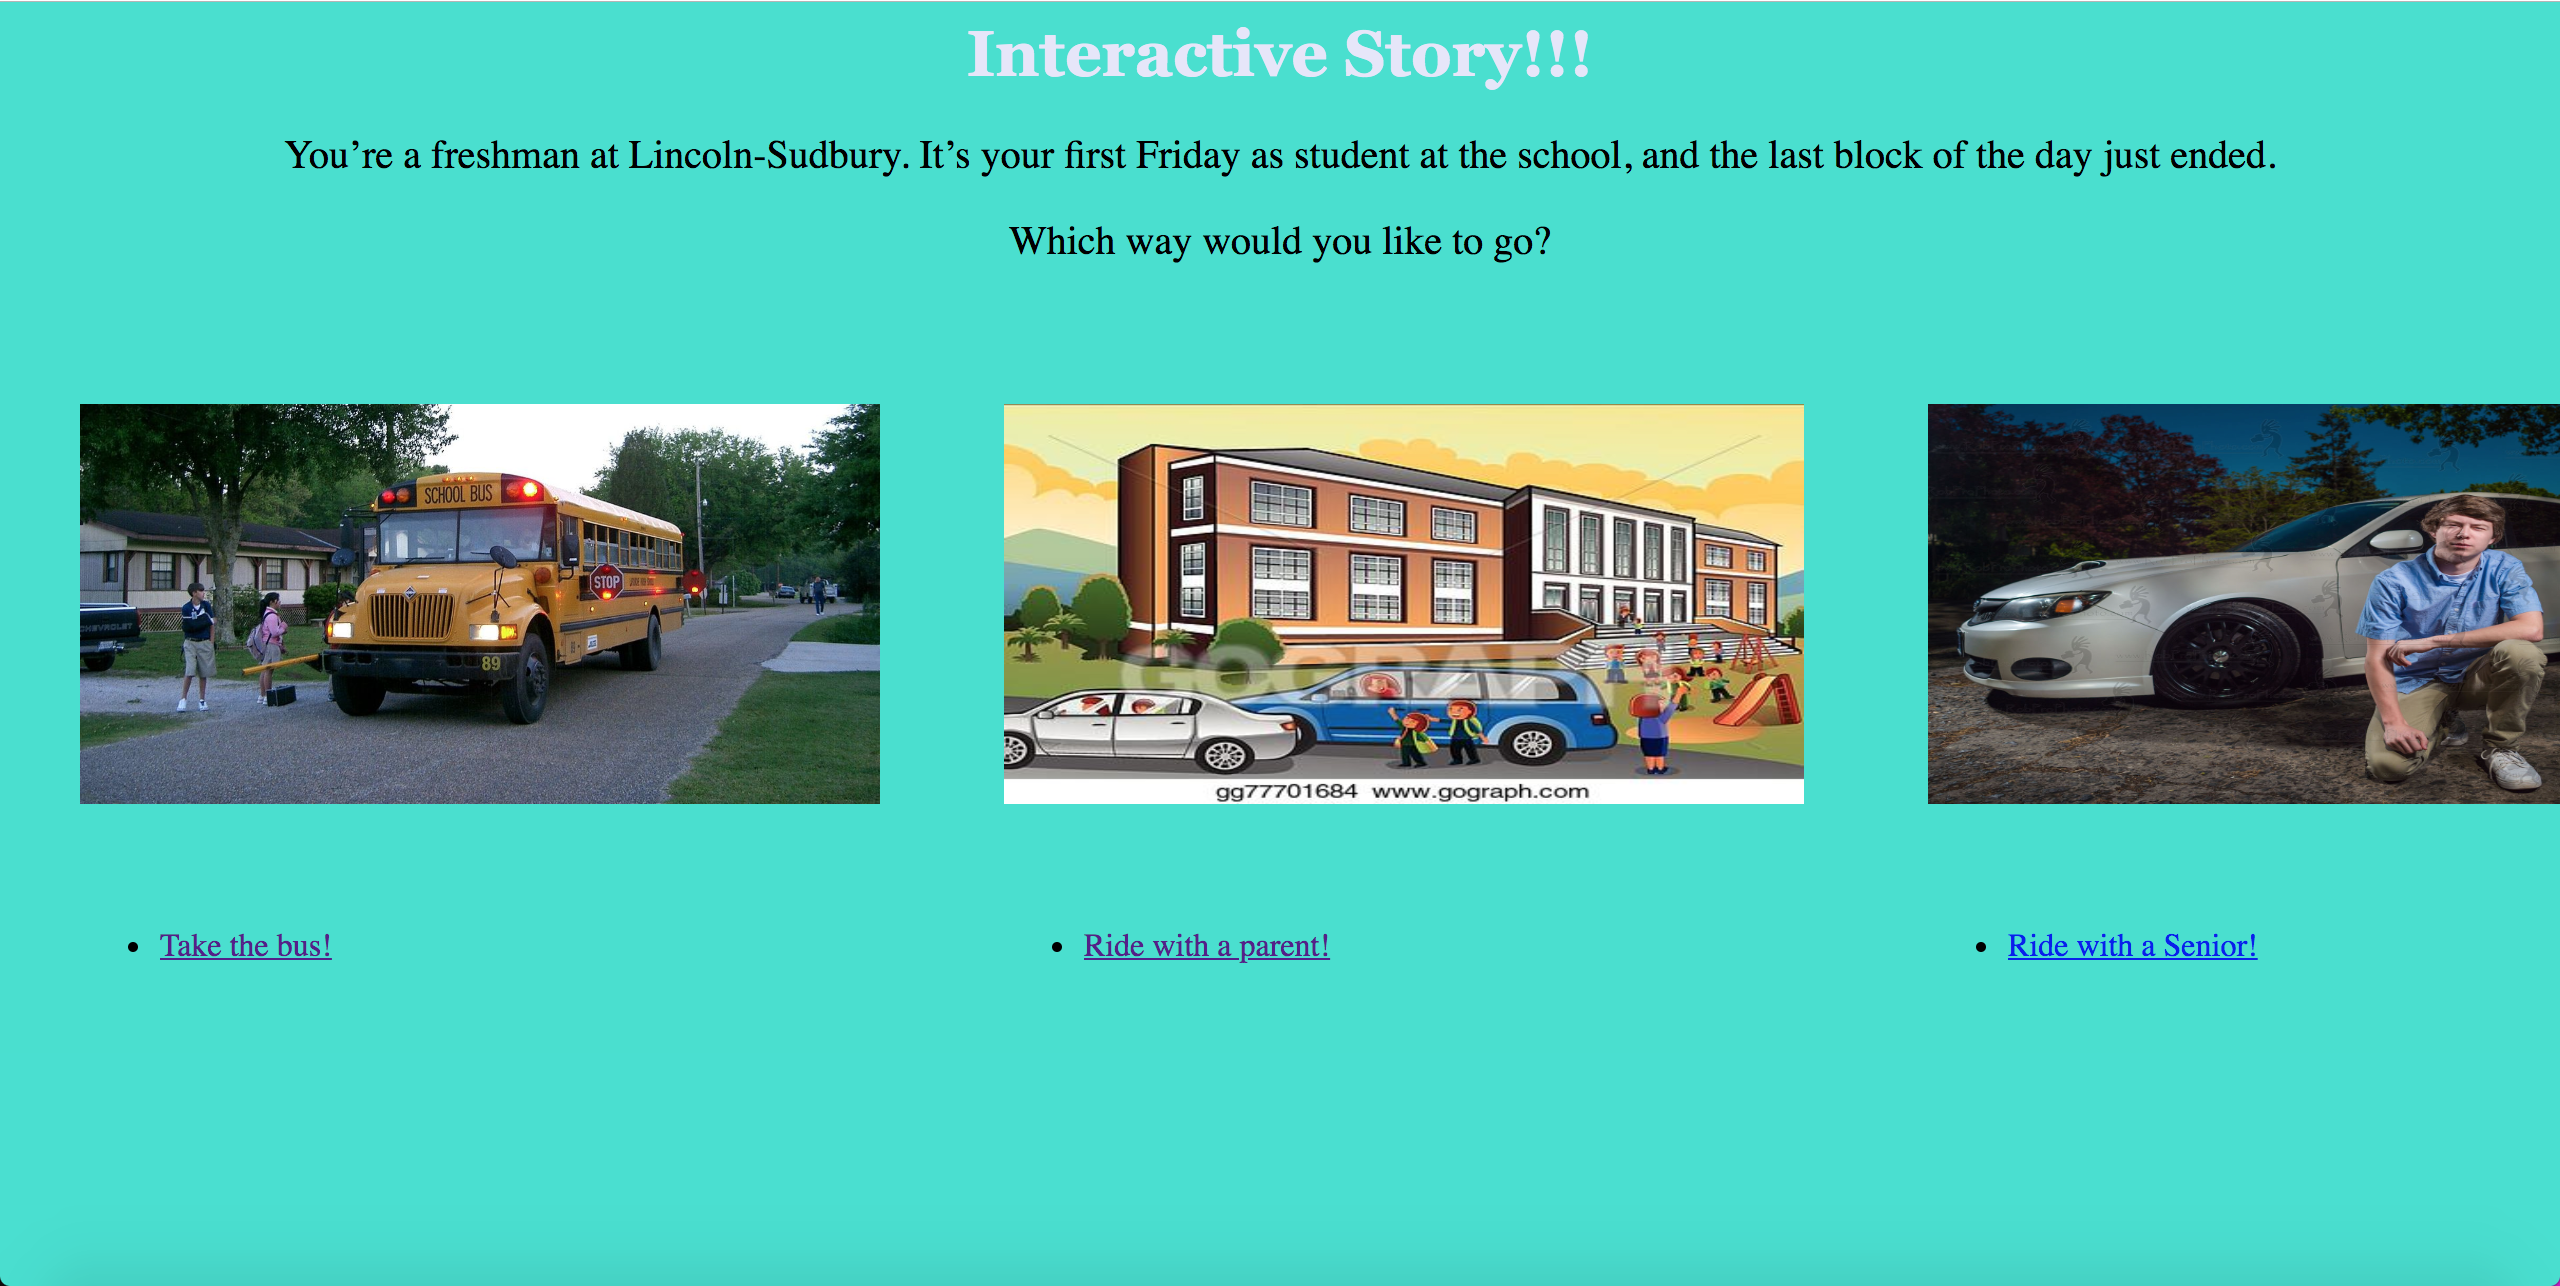 Interactive Story!!!
You’re a freshman at Lincoln-Sudbury. It’s your first Friday as student at the school, and the last block of the day just ended.
Which way would you like to go?
SCHOOL BUS
STOP
89
CHEVROLET
gg77701684 www.gograph.com
Take the bus!
Ride with a parent!
Ride with a Senior!